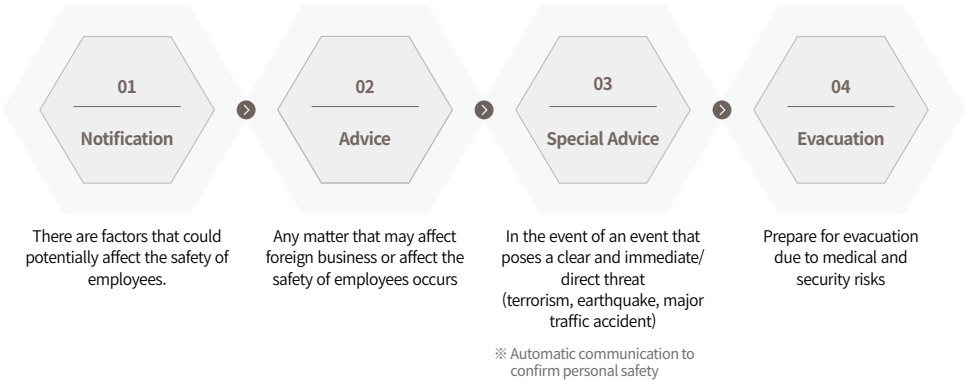 01
Notification
There are factors that could
potentially affect the safety of
employees.
02
Advice
Any matter that may affect
foreign business or affect the
safety of employees occurs
03
Special Advice
In the event of an event that
poses a clear and immediate/
direct threat
(terrorism, earthquake, major
traffic accident)
※ Automatic communication to
confirm personal safety
04
Evacuation
Prepare for evacuation
due to medical and
security risks